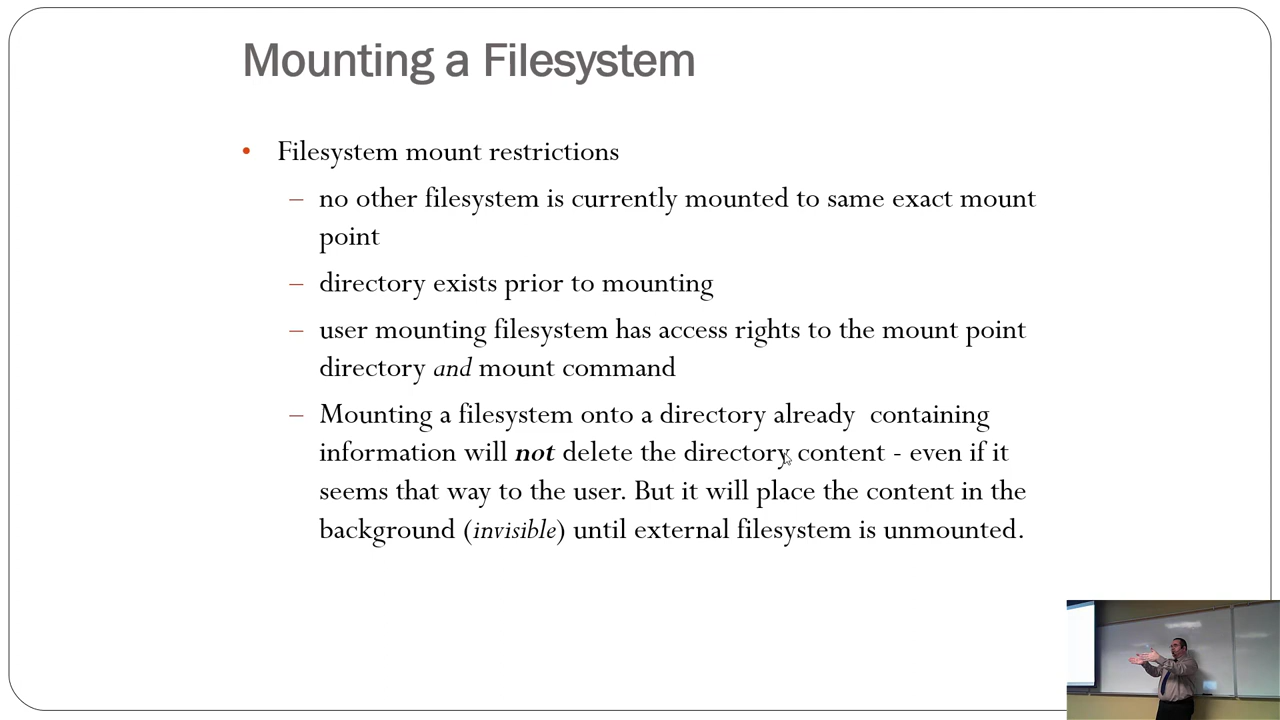 Mounting a Filesystem
• Filesystem mount restrictions
– no other filesystem is currently mounted to same exact mount
point
– directory exists prior to mounting
– user mounting filesystem has access rights to the mount point
directory and mount command
– Mounting a filesystem onto a directory already containing
information will not delete the directory content - even if it
seems that way to the user. But it will place the content in the
background (invisible) until external filesystem is unmounted.